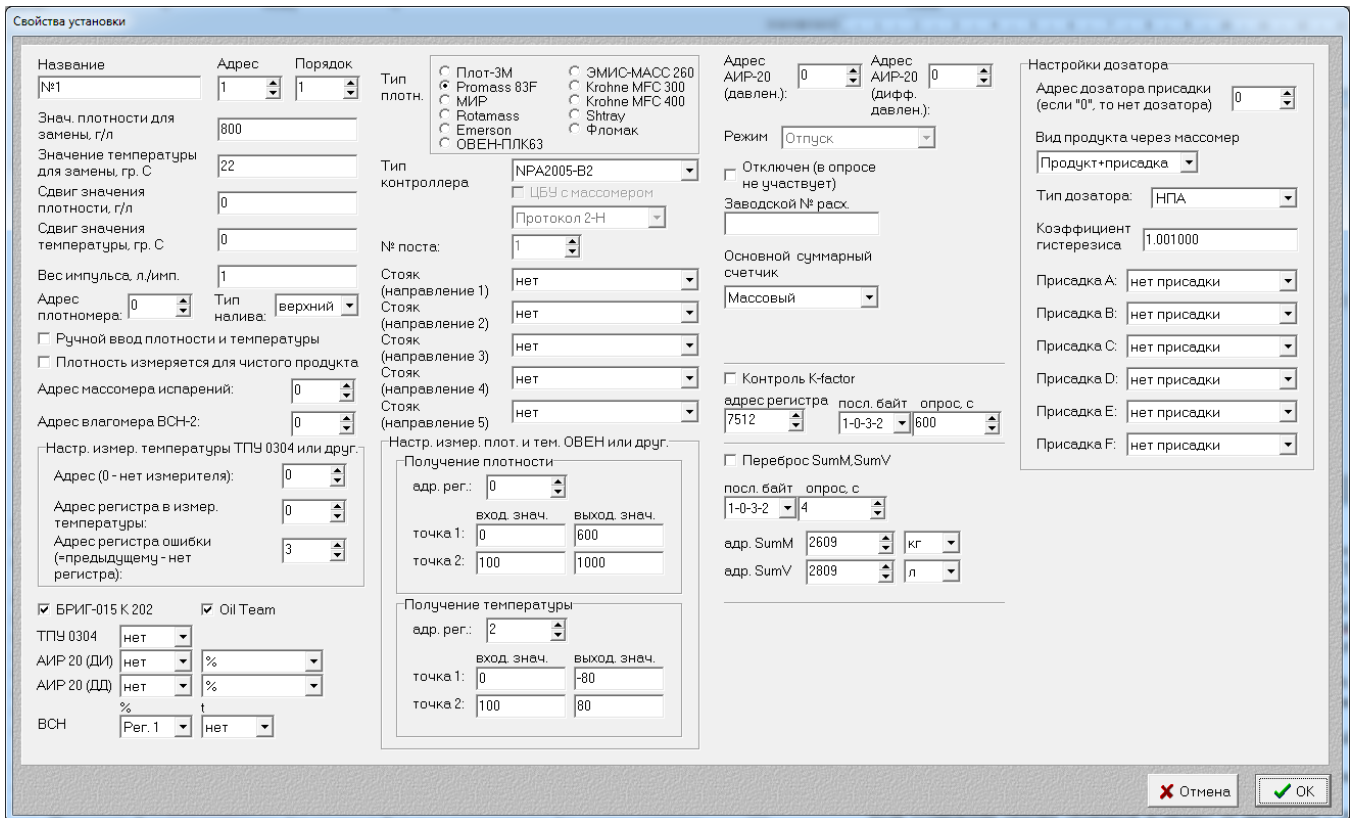 Свойства установки
Название
Адрес
Порядок
№1
1
1
Знач. плотности для
замены, г/л
800
Значение температуры
для замены, гр. С
22
Сдвиг значения
плотности, г/л
0
Сдвиг значения
температуры, гр. С
0
Вес импульса, л./имп.
1
Адрес
плотномера:
0
Тип
налива:
верхний
Ручной ввод плотности и температуры
Плотность измеряется для чистого продукта
Адрес массомера испарений:
0
Адрес влагомера ВСН-2:
0
Настр. измер. температуры ТПУ 0304 или друг.
Адрес (0 - нет измерителя):
0
Адрес регистра в измер.
температуры:
0
Адрес регистра ошибки
(=предыдущему - нет
регистра):
3
БРИГ-015 К 202
Oil Team
ТПУ 0304
нет
АИР 20 (ДИ)
нет
%
АИР 20 (ДД)
нет
%
%
t
ВСН
Рег. 1
нет
Тип
плотн.
Плот-3М
Promass 83F
МИР
Rotamass
Emerson
ОВЕН-ПЛК63
ЭМИС-МАСС 260
Krohne MFC 300
Krohne MFC 400
Shtray
Фломак
Тип
контроллера
NPA2005-B2
ЦБУ с массомером
Протокол 2-Н
№ поста:
1
Стояк
(направление 1)
нет
Стояк
(направление 2)
нет
Стояк
(направление 3)
нет
Стояк
(направление 4)
нет
Стояк
(направление 5)
нет
Настр. измер. плот. и тем. ОВЕН или друг.
Получение плотности
адр. рег.:
0
вход. знач.
выход. знач.
точка 1:
0
600
точка 2:
100
1000
Получение температуры
адр. рег.:
2
вход. знач.
выход. знач.
точка 1:
0
-80
точка 2:
100
80
Адрес
АИР-20
(давлен.):
0
Адрес
АИР-20
(дифф.
давлен.):
0
Режим
Отпуск
Отключен (в опросе
не участвует)
Заводской № расх.
Основной суммарный
счетчик
Массовый
Контроль K-factor
адрес регистра
посл. байт
опрос, с
7512
1-0-3-2
600
Переброс SumM,SumV
посл. байт
опрос, с
1-0-3-2
4
адр. SumM
2609
кг
адр. SumV
2809
л
Настройки дозатора
Адрес дозатора присадки
(если "0", то нет дозатора)
0
Вид продукта через массомер
Продукт+присадка
Тип дозатора:
НПА
Коэффициент
гистерезиса
1.001000
Присадка А:
нет присадки
Присадка В:
нет присадки
Присадка С:
нет присадки
Присадка D:
нет присадки
Присадка Е:
нет присадки
Присадка F:
нет присадки
Отмена
OK